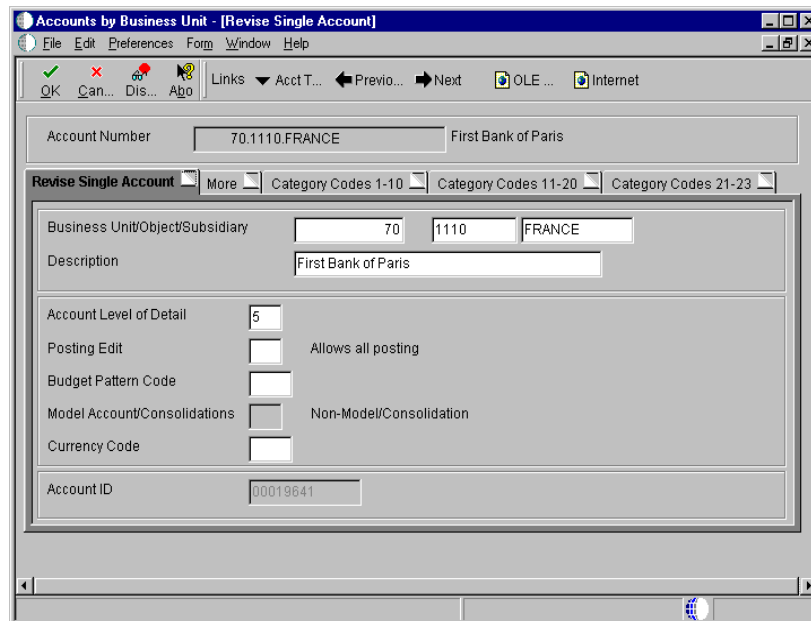 Accounts by Business Unit - [Revise Single Account]
File Edit Preferences Form Window Help
OK Can... Dis... Abo Links Acct T... Previo... Next OLE ... Internet
Account Number 70.1110.FRANCE First Bank of Paris
Revise Single Account More Category Codes 1-10 Category Codes 11-20 Category Codes 21-23
Business Unit/Object/Subsidiary 70 1110 FRANCE
Description First Bank of Paris
Account Level of Detail 5
Posting Edit Allows all posting
Budget Pattern Code
Model Account/Consolidations Non-Model/Consolidation
Currency Code
Account ID 00019641